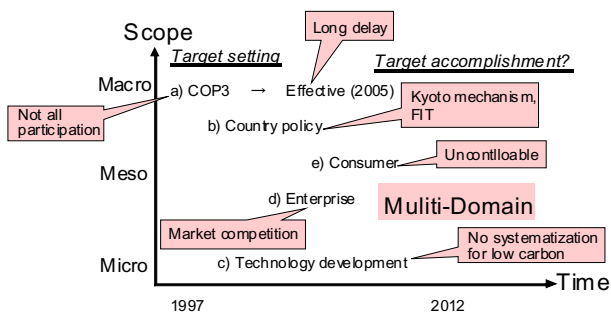 Scope
Long delay
Target setting
Target accomplishment?
Macro
a) COP3 → Effective (2005)
Not all
participation
Kyoto mechanism,
FIT
b) Country policy
e) Consumer
Uncontlloable
Meso
d) Enterprise
Muliti-Domain
Market competition
No systematization
for low carbon
Micro
c) Technology development
Time
1997
2012